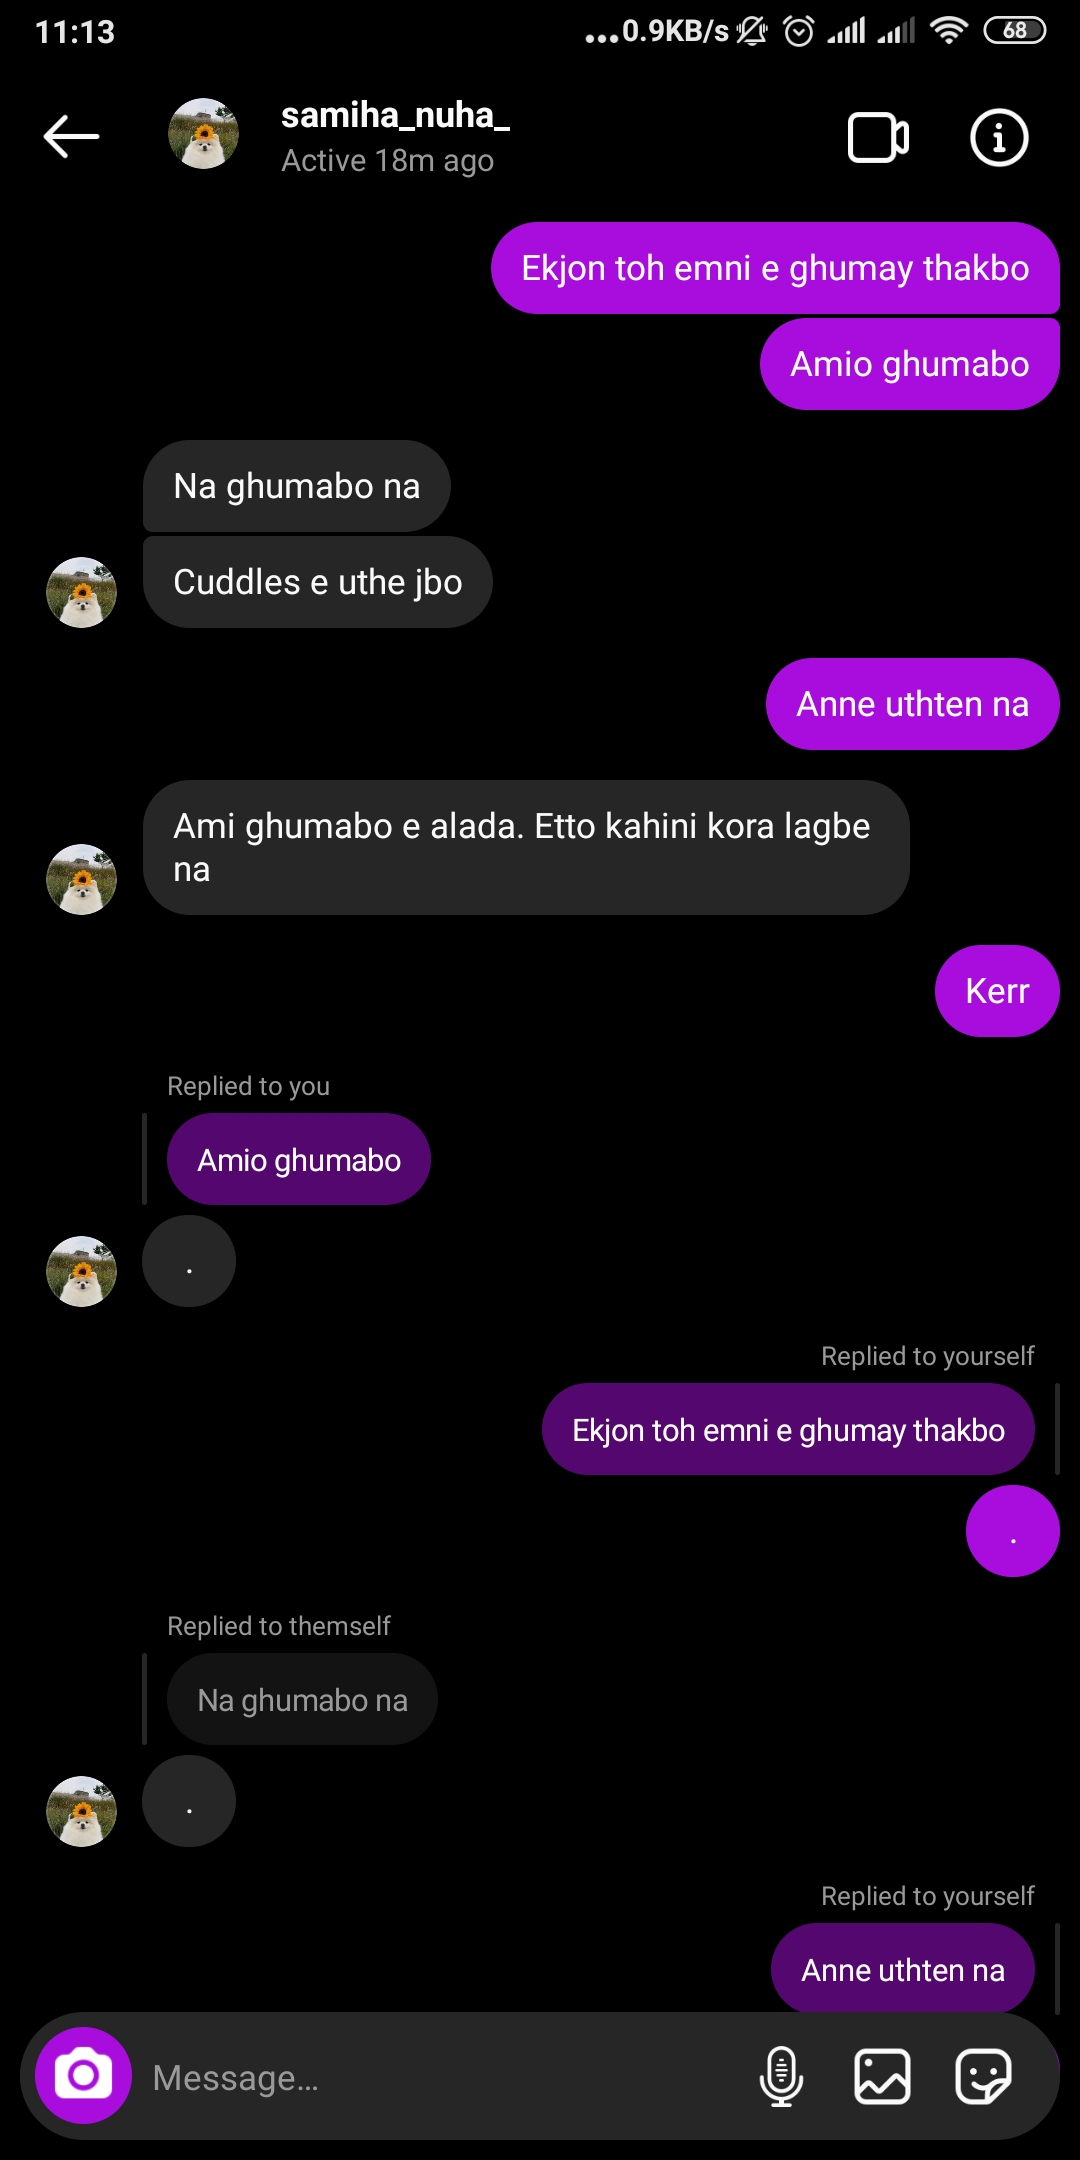 11:13
...0.9KB/s
68
samiha_nuha_
Active 18m ago
Ekjon toh emni e ghumay thakbo
Amio ghumabo
Na ghumabo na
Cuddles e uthe jbo
Anne uthten na
Ami ghumabo e alada. Etto kahini kora lagbe
na
Kerr
Replied to you
Amio ghumabo
.
Replied to yourself
Ekjon toh emni e ghumay thakbo
.
Replied to themself
Na ghumabo na
.
Replied to yourself
Anne uthten na
Message...